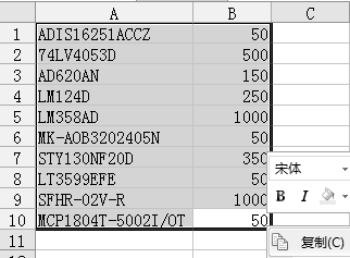 A B C
1 ADIS16251ACCZ 50
2 74LV4053D 500
3 AD620AN 150
4 LM124D 250
5 LM358AD 1000
6 MK-AOB3202405N 50
7 STY130NF20D 350
8 LT3599EFE 50
9 SFHR-02V-R 1000
10 MCP1804T-5002I/OT 50
11
宋体
B I
复制(C)